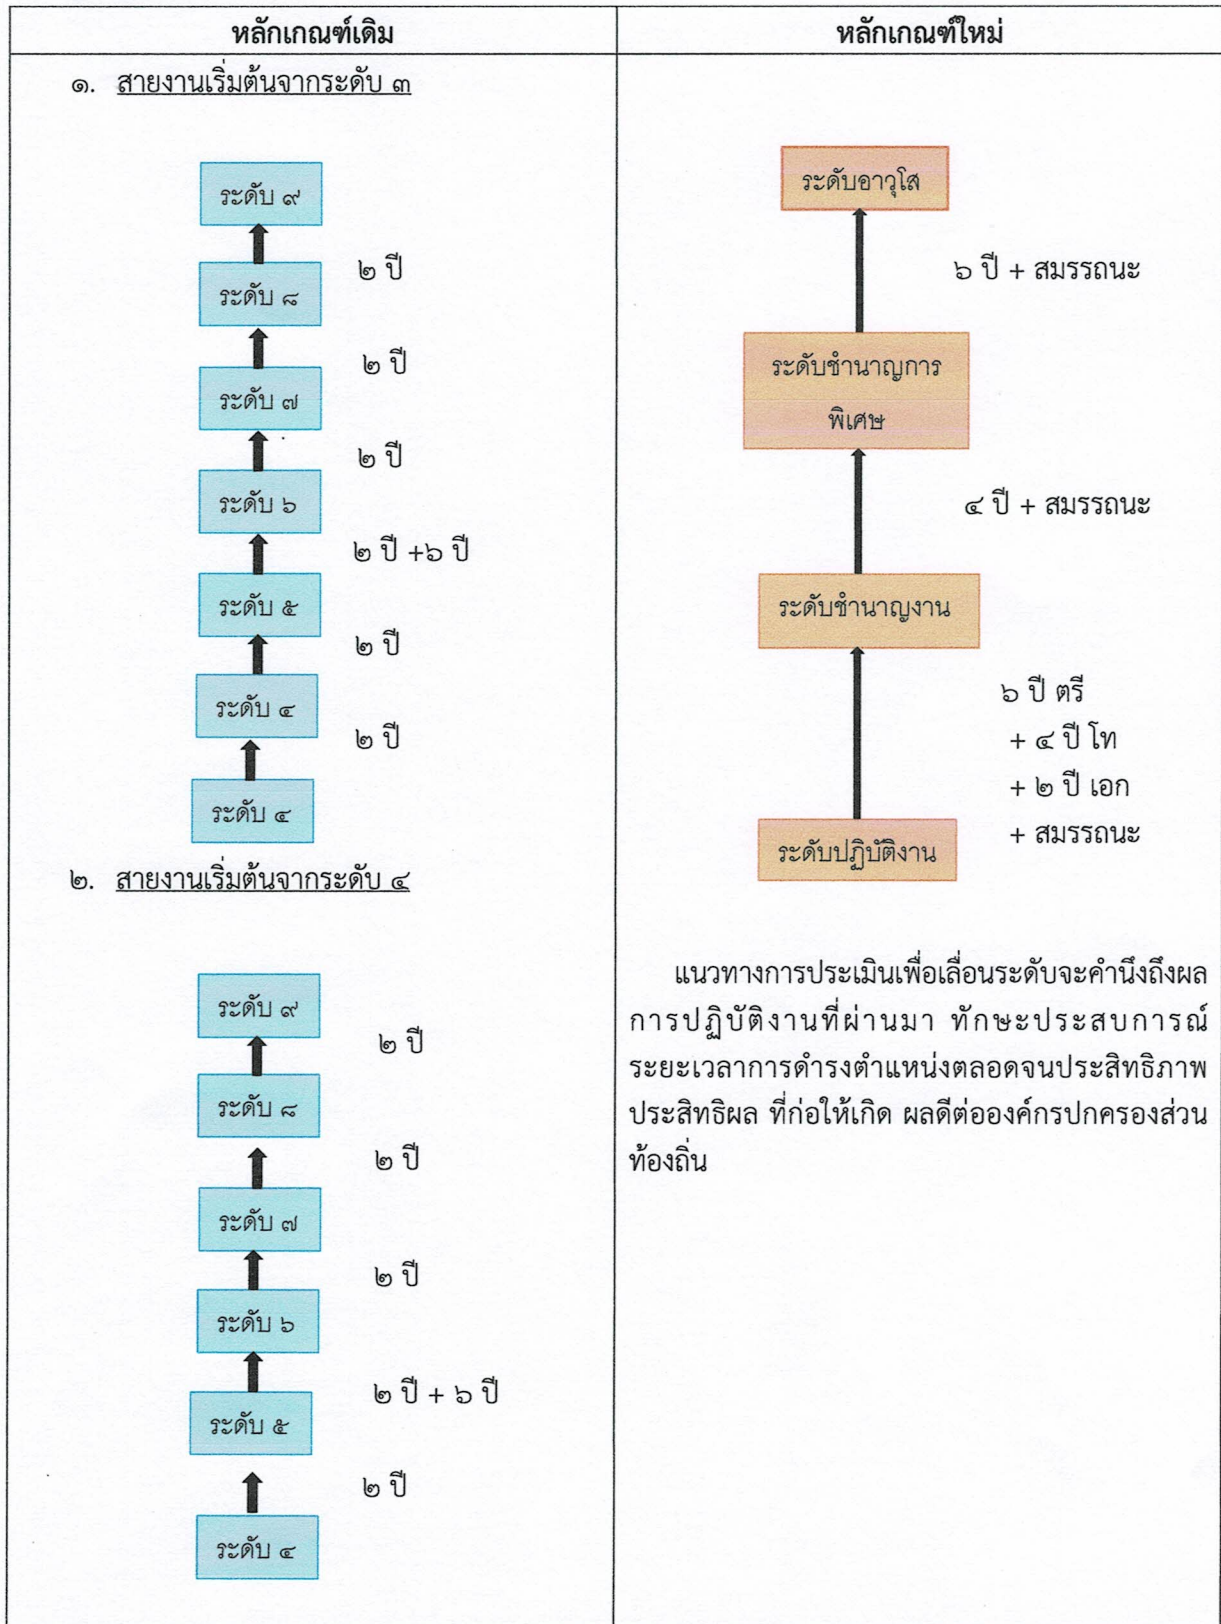 หลักเกณฑ์เดิม
หลักเกณฑ์ใหม่
๑. สายงานเริ่มต้นจากระดับ ๓
ระดับ ๙
๒ ปี
ระดับ ๘
๒ ปี
ระดับ ๗
๒ ปี
ระดับ ๖
๒ ปี +๖ ปี
ระดับ ๕
๒ ปี
ระดับ ๔
๒ ปี
ระดับ ๔
๒. สายงานเริ่มต้นจากระดับ ๔
ระดับ ๙
๒ ปี
ระดับ ๘
๒ ปี
ระดับ ๗
๒ ปี
ระดับ ๖
๒ ปี + ๖ ปี
ระดับ ๕
๒ ปี
ระดับ ๔
ระดับอาวุโส
๖ ปี + สมรรถนะ
ระดับชำนาญการ
พิเศษ
๔ ปี + สมรรถนะ
ระดับชำนาญงาน
๖ ปี ตรี
+ ๔ ปี โท
+ ๒ ปี เอก
+ สมรรถนะ
ระดับปฏิบัติงาน
แนวทางการประเมินเพื่อเลื่อนระดับจะคำนึงถึงผล
การปฏิบัติงานที่ผ่านมา ทักษะประสบการณ์
ระยะเวลาการดำรงตำแหน่งตลอดจนประสิทธิภาพ
ประสิทธิผล ที่ก่อให้เกิด ผลดีต่อองค์กรปกครองส่วน
ท้องถิ่น